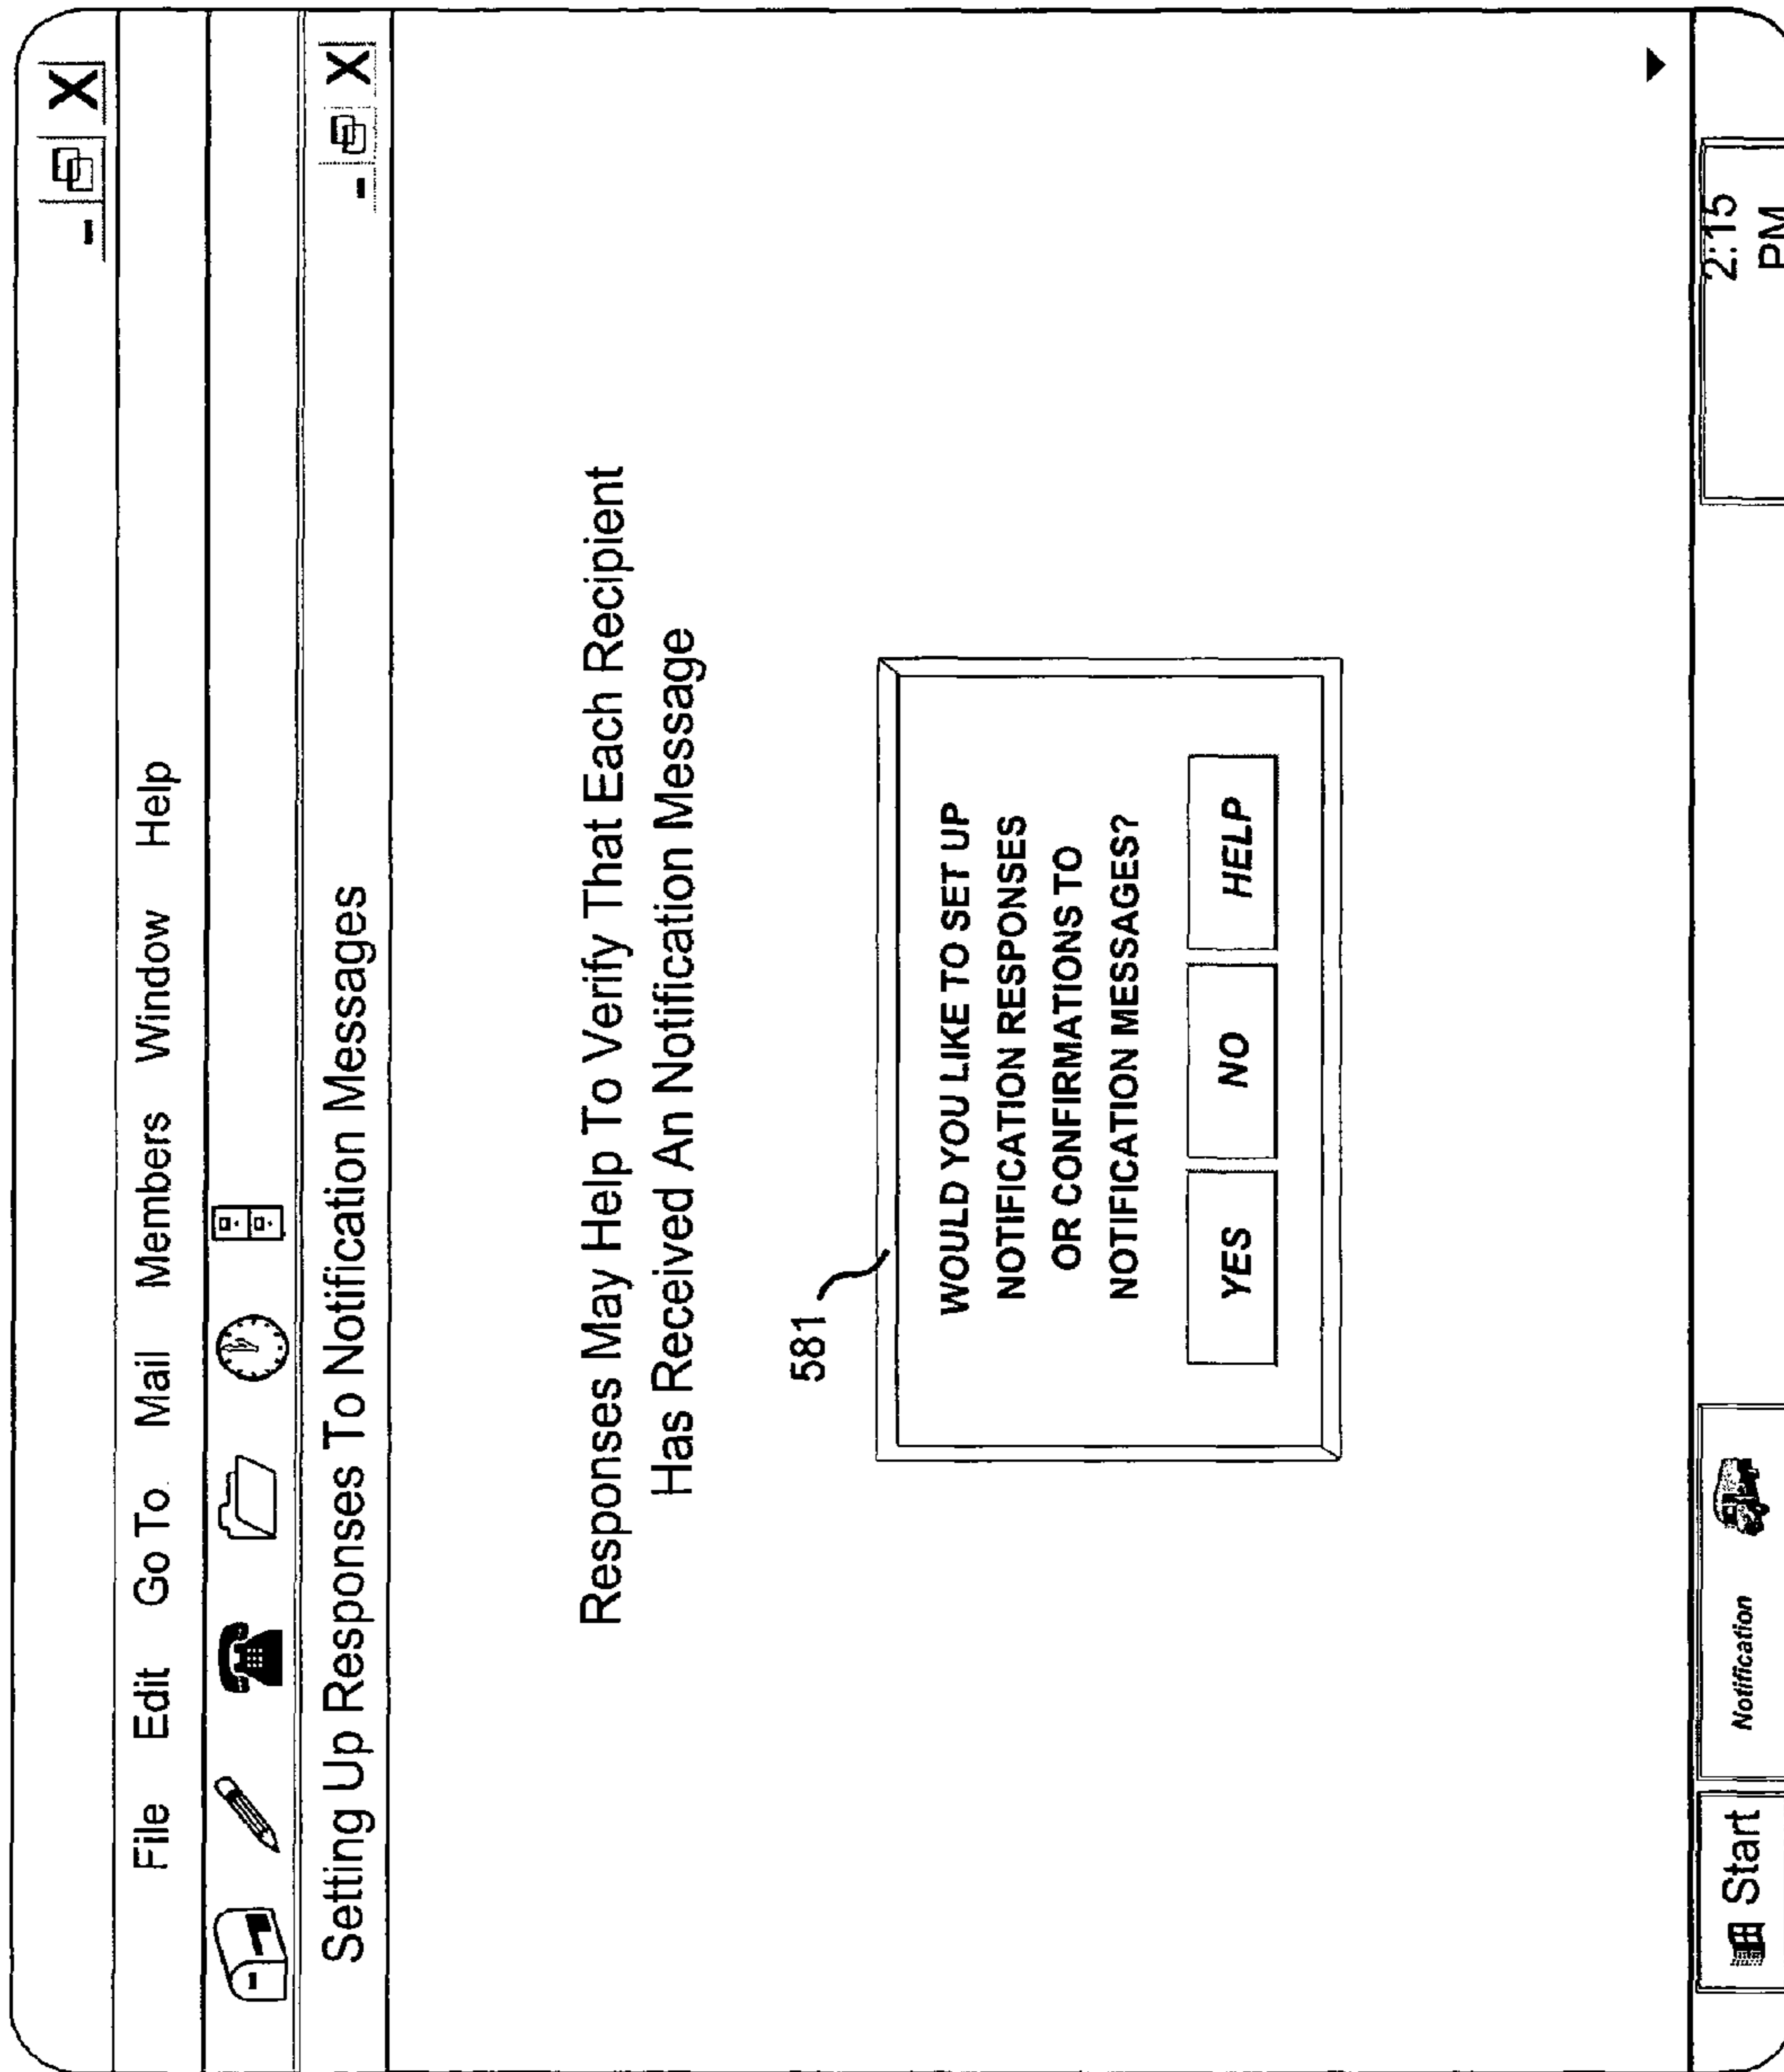 File Edit Go To Mail Members Window Help
Setting Up Responses To Notification Messages
Responses May Help To Verify That Each Recipient
Has Received An Notification Message
581
WOULD YOU LIKE TO SET UP
NOTIFICATION RESPONSES
OR CONFIRMATIONS TO
NOTIFICATION MESSAGES?
YES NO HELP
Start Notification 2:15
PM